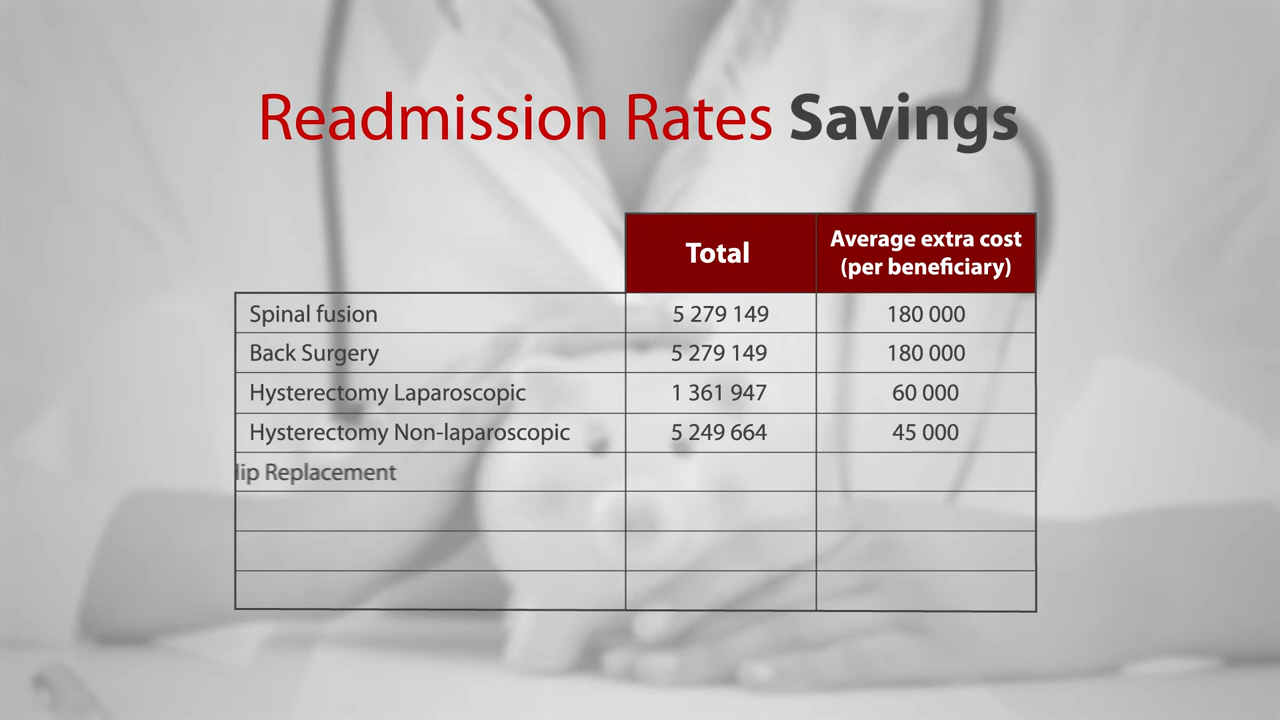 Readmission Rates Savings
Total
Average extra cost
(per beneficiary)
Spinal fusion 5 279 149 180 000
Back Surgery 5 279 149 180 000
Hysterectomy Laparoscopic 1 361 947 60 000
Hysterectomy Non-laparoscopic 5 249 664 45 000
Replacement